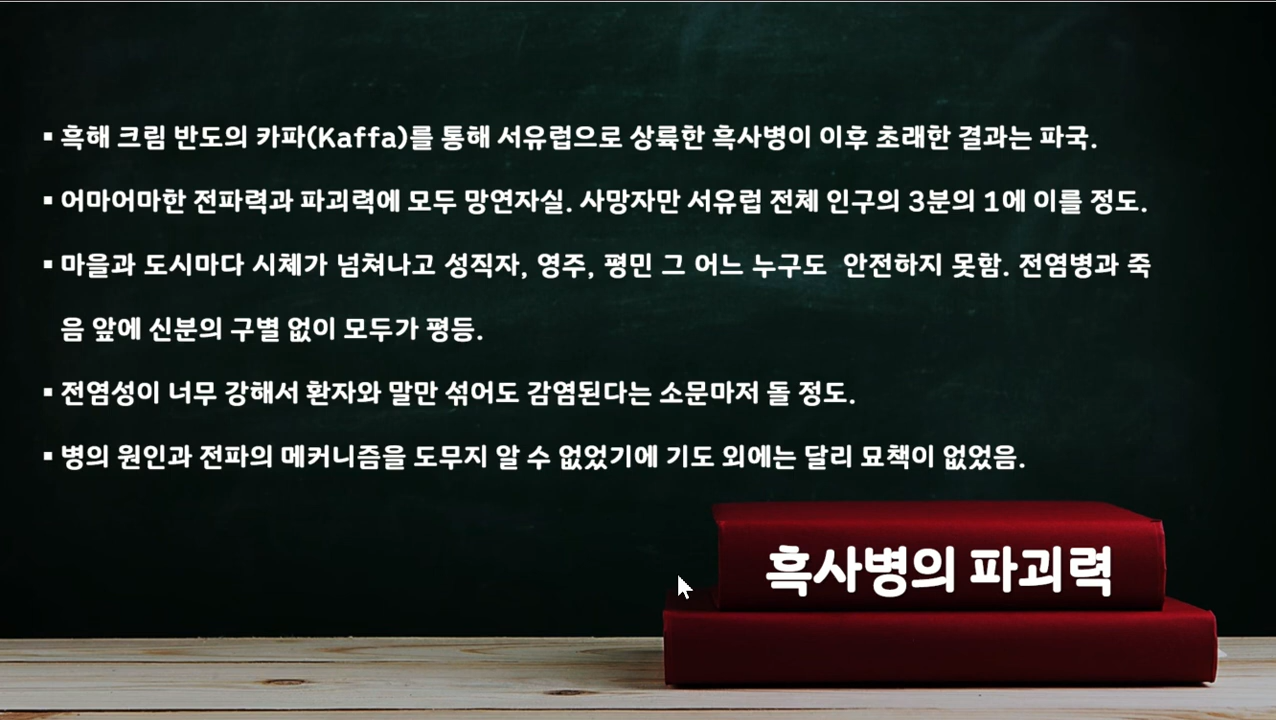 ▪ 흑해 크림 반도의 카파(Kaffa)를 통해 서유럽으로 상륙한 흑사병이 이후 초래한 결과는 파국.
▪ 어마어마한 전파력과 파괴력에 모두 망연자실. 사망자만 서유럽 전체 인구의 3분의 1에 이를 정도.
▪ 마을과 도시마다 시체가 넘쳐나고 성직자, 영주, 평민 그 어느 누구도 안전하지 못함. 전염병과 죽
음 앞에 신분의 구별 없이 모두가 평등.
▪ 전염성이 너무 강해서 환자와 말만 섞어도 감염된다는 소문마저 돌 정도.
▪ 병의 원인과 전파의 메커니즘을 도무지 알 수 없었기에 기도 외에는 달리 묘책이 없었음.
흑사병의 파괴력